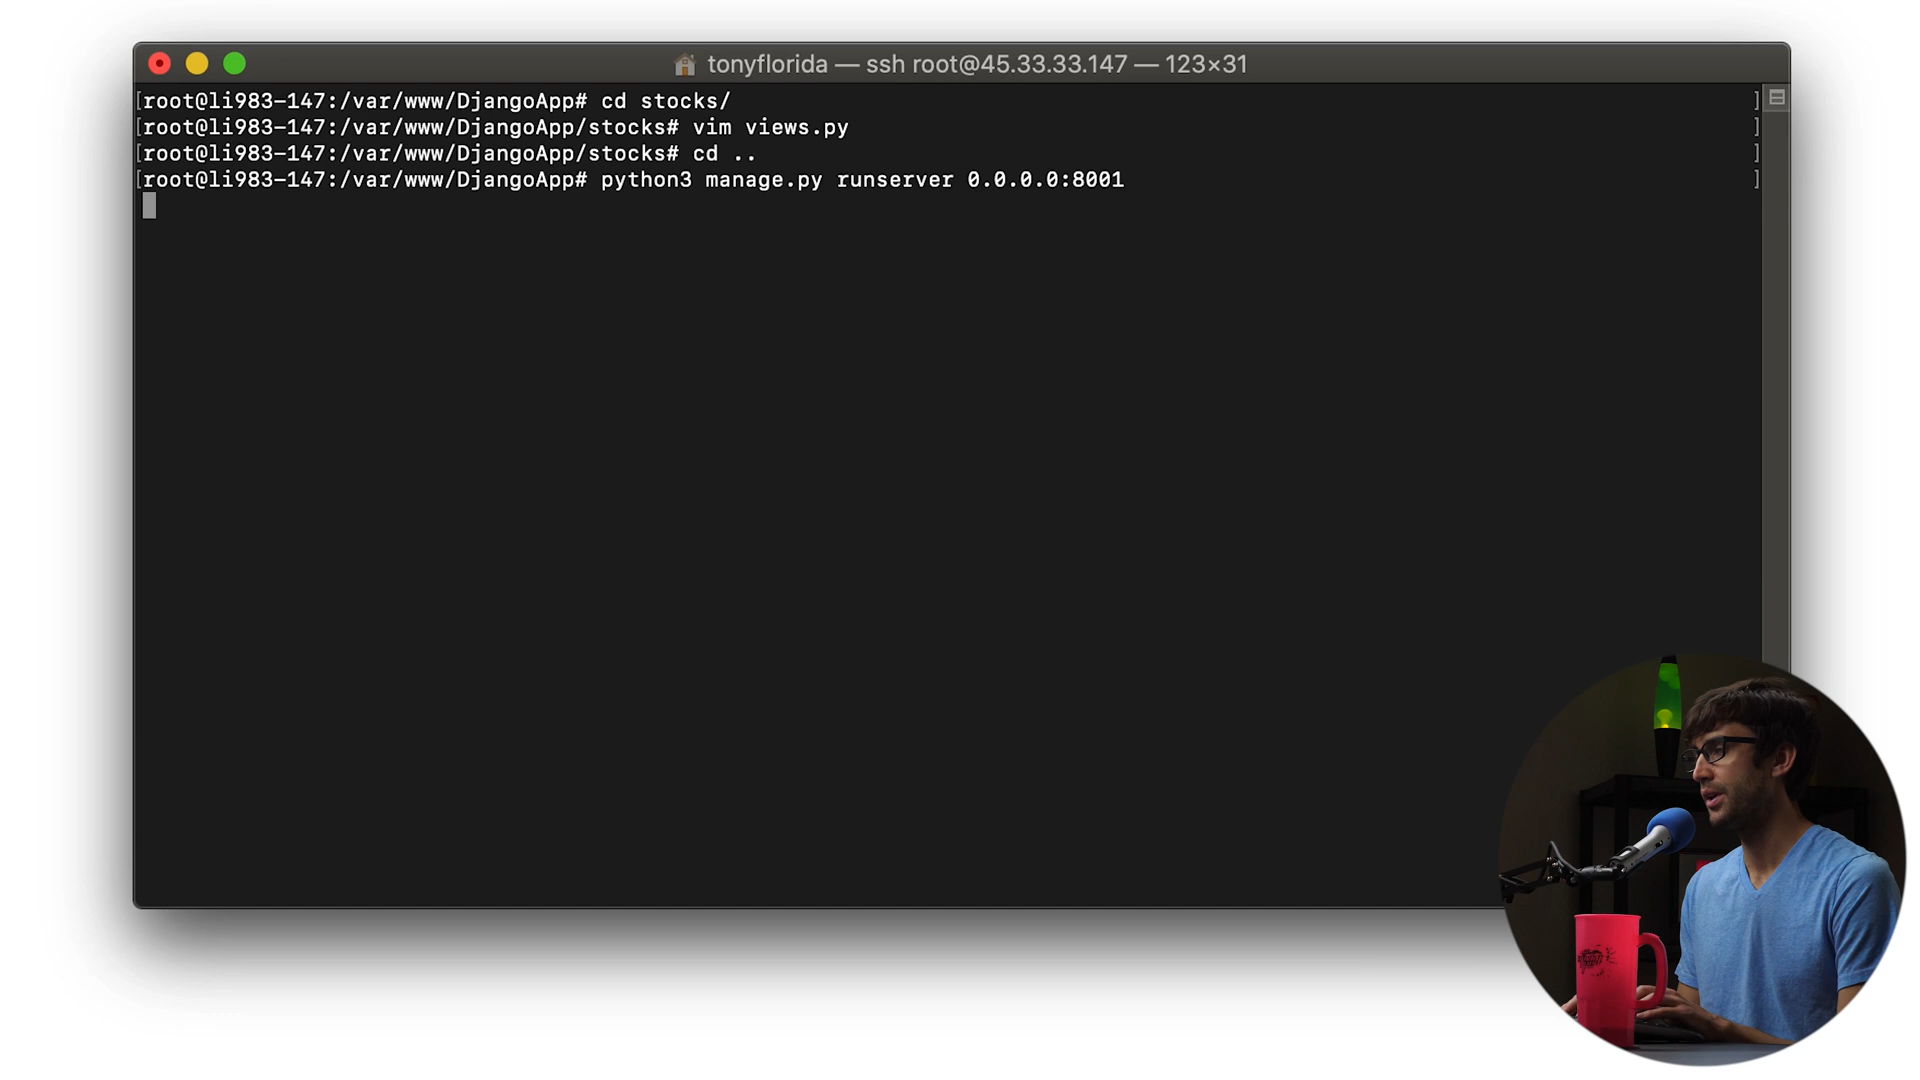 tonyflorida — ssh root@45.33.33.147 — 123×31
[root@li983-147:/var/www/DjangoApp# cd stocks/ ]
[root@li983-147:/var/www/DjangoApp/stocks# vim views.py ]
[root@li983-147:/var/www/DjangoApp/stocks# cd .. ]
[root@li983-147:/var/www/DjangoApp# python3 manage.py runserver 0.0.0.0:8001 ]